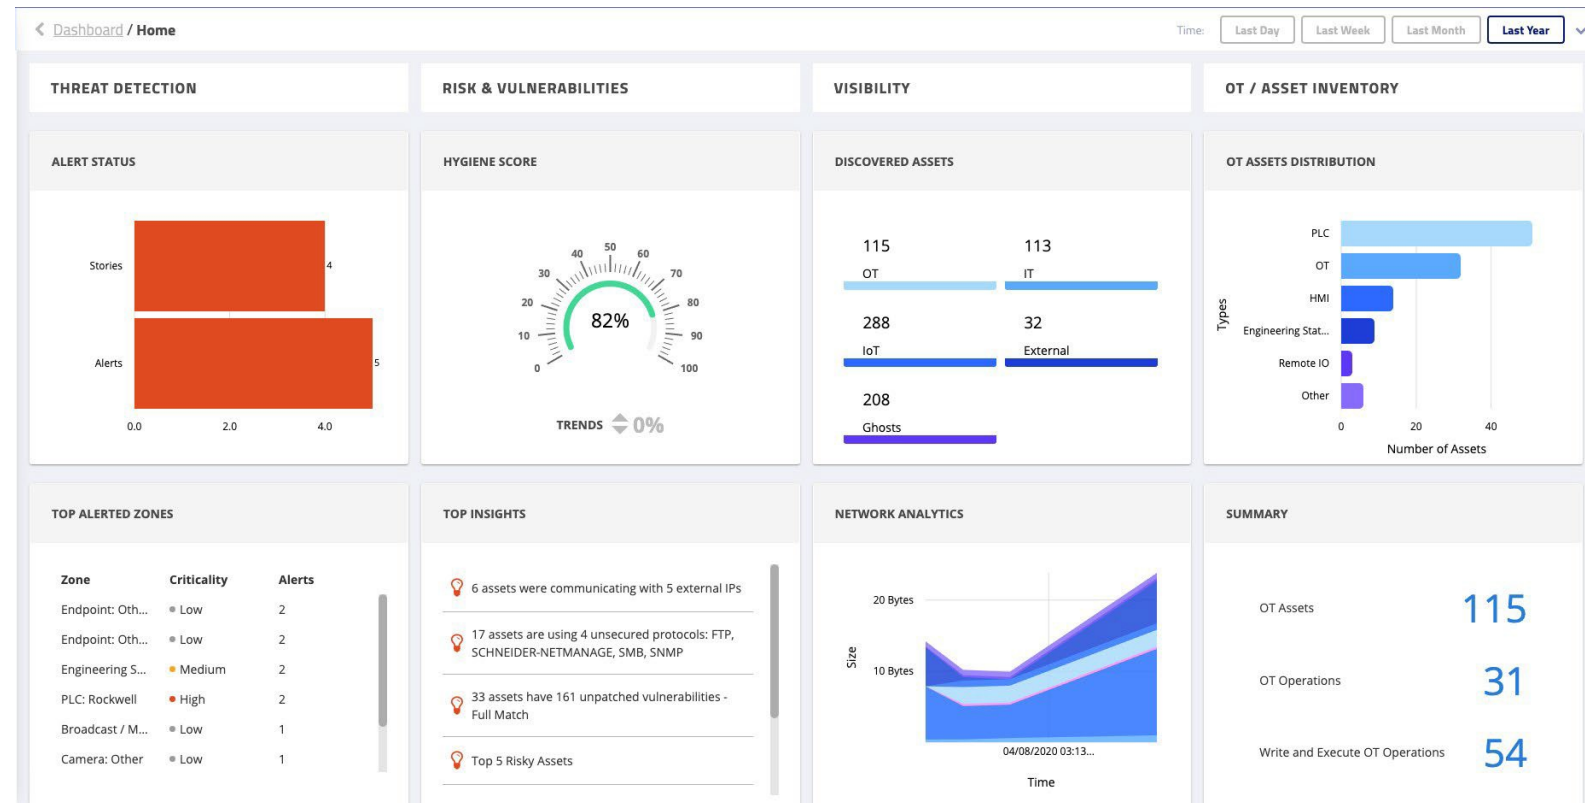 Dashboard / Home
Time: Last Day Last Week Last Month Last Year
THREAT DETECTION
RISK & VULNERABILITIES
VISIBILITY
OT / ASSET INVENTORY
ALERT STATUS
Stories
4
Alerts
5
0.0 2.0 4.0
HYGIENE SCORE
0 10 20 30 40 50 60 70 80 90 100
82%
TRENDS 0%
DISCOVERED ASSETS
115 113
OT IT
288 32
IoT External
208
Ghosts
OT ASSETS DISTRIBUTION
Types
PLC
OT
HMI
Engineering Stat...
Remote IO
Other
0 20 40
Number of Assets
TOP ALERTED ZONES
Zone Criticality Alerts
Endpoint: Oth... Low 2
Endpoint: Oth... Low 2
Engineering S... Medium 2
PLC: Rockwell High 2
Broadcast / M... Low 1
Camera: Other Low 1
TOP INSIGHTS
6 assets were communicating with 5 external IPs
17 assets are using 4 unsecured protocols: FTP,
SCHNEIDER-NETMANAGE, SMB, SNMP
33 assets have 161 unpatched vulnerabilities -
Full Match
Top 5 Risky Assets
NETWORK ANALYTICS
20 Bytes
Size
10 Bytes
04/08/2020 03:13...
Time
SUMMARY
OT Assets 115
OT Operations 31
Write and Execute OT Operations 54